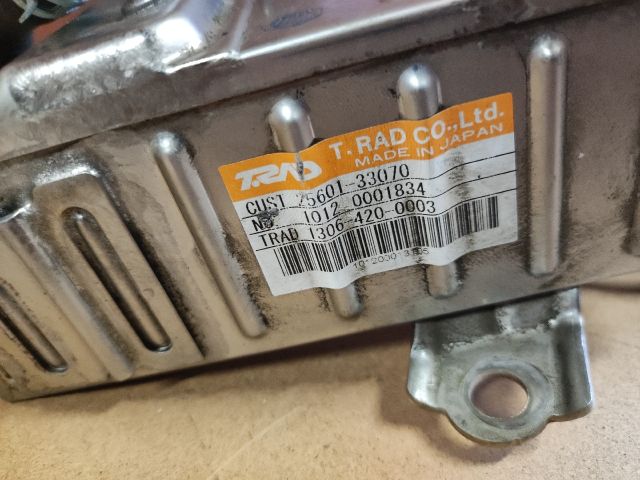 TRAD T.RAD CO.,Ltd.
MADE IN JAPAN
CUST 25601-33070
No. 1012 0001834
TRAD 1306-420-0003